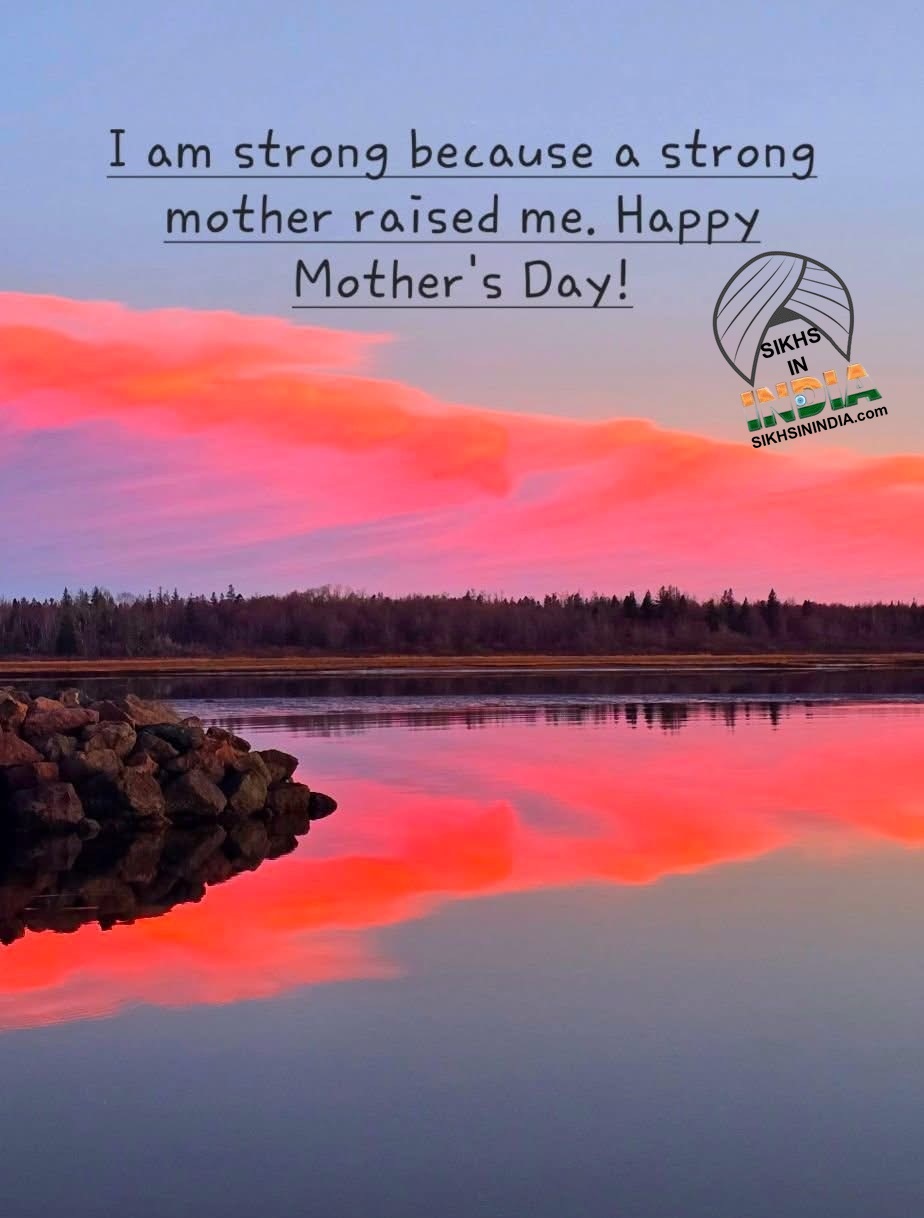 I am strong because a strong
mother raised me. Happy
Mother's Day!
SIKHS
IN
INDIA
SIKHSININDIA.com